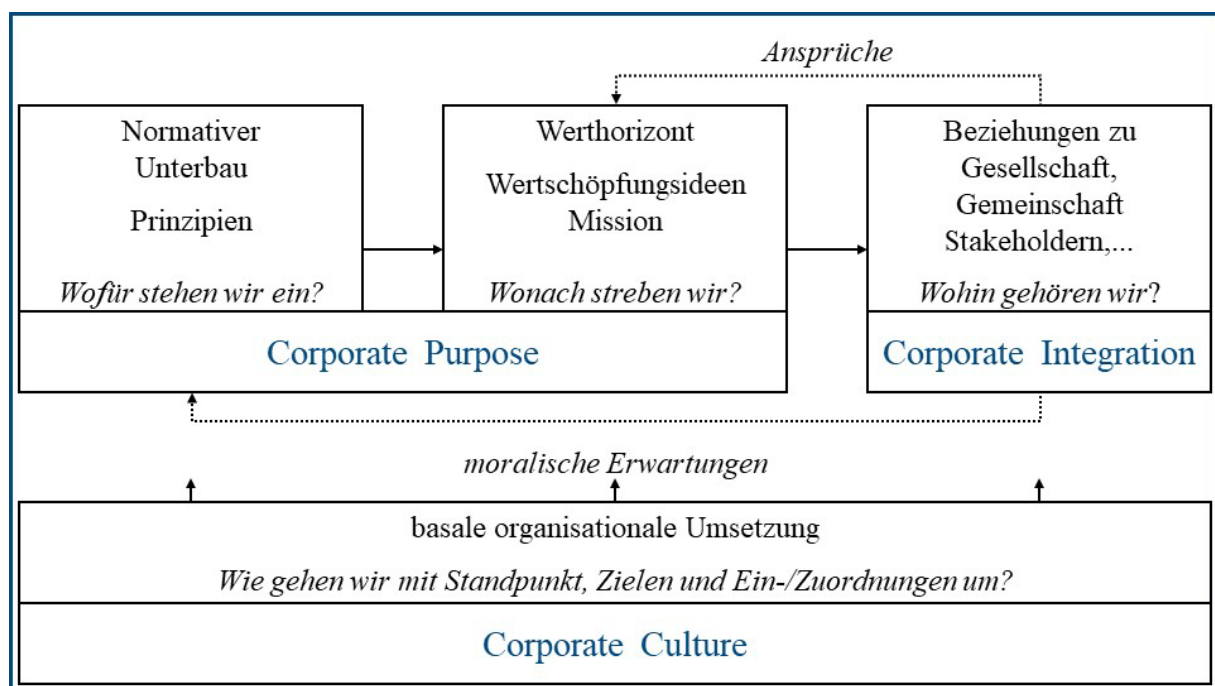 Ansprüche
Normativer
Unterbau
Prinzipien
Wofür stehen wir ein?
Werthorizont
Wertschöpfungsideen
Mission
Wonach streben wir?
Corporate Purpose
Beziehungen zu
Gesellschaft,
Gemeinschaft
Stakeholdern,...
Wohin gehören wir?
Corporate Integration
moralische Erwartungen
basale organisationale Umsetzung
Wie gehen wir mit Standpunkt, Zielen und Ein-/Zuordnungen um?
Corporate Culture